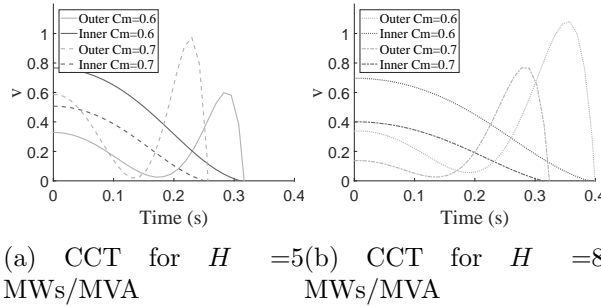 Outer Cm=0.6
Inner Cm=0.6
Outer Cm=0.7
Inner Cm=0.7
1
0.8
0.6
0.4
0.2
0
v
0 0.1 0.2 0.3 0.4
Time (s)
Outer Cm=0.6
Inner Cm=0.6
Outer Cm=0.7
Inner Cm=0.7
1
0.8
0.6
0.4
0.2
0
v
0 0.1 0.2 0.3 0.4
Time (s)
(a) CCT for H =5
MWs/MVA
(b) CCT for H =8
MWs/MVA